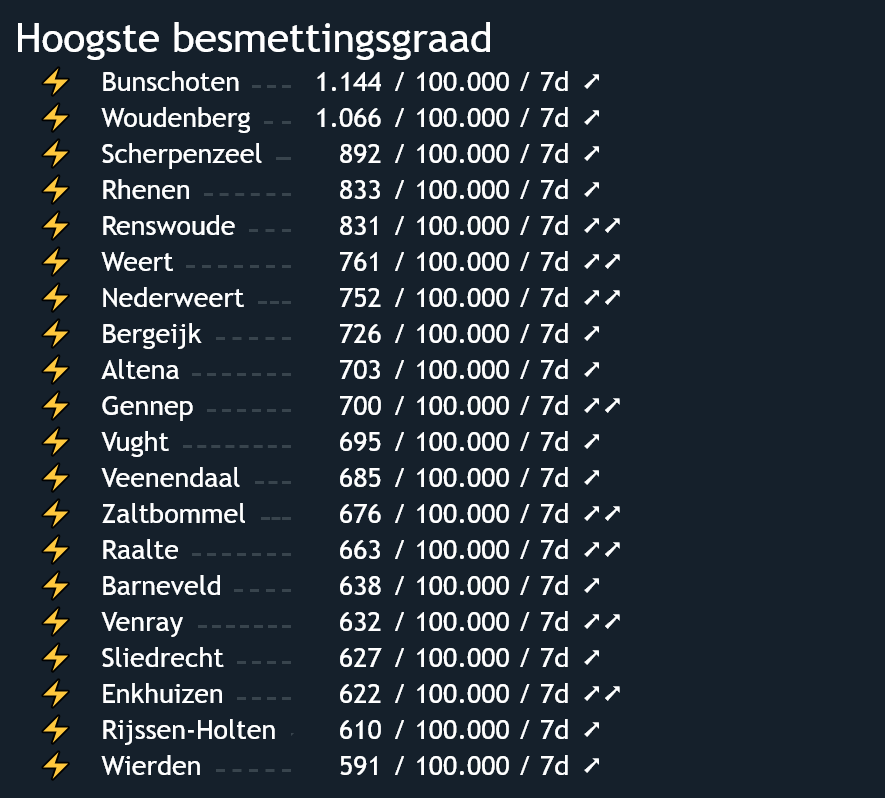 Hoogste besmettingsgraad
⚡ Bunschoten --- 1.144 / 100.000 / 7d ➚
⚡ Woudenberg -- 1.066 / 100.000 / 7d ➚
⚡ Scherpenzeel - 892 / 100.000 / 7d ➚
⚡ Rhenen ------ 833 / 100.000 / 7d ➚
⚡ Renswoude --- 831 / 100.000 / 7d ➚➚
⚡ Weert ------- 761 / 100.000 / 7d ➚➚
⚡ Nederweert --- 752 / 100.000 / 7d ➚➚
⚡ Bergeijk ----- 726 / 100.000 / 7d ➚
⚡ Altena ------- 703 / 100.000 / 7d ➚
⚡ Gennep ------ 700 / 100.000 / 7d ➚➚
⚡ Vught -------- 695 / 100.000 / 7d ➚
⚡ Veenendaal --- 685 / 100.000 / 7d ➚
⚡ Zaltbommel --- 676 / 100.000 / 7d ➚➚
⚡ Raalte ------- 663 / 100.000 / 7d ➚➚
⚡ Barneveld ---- 638 / 100.000 / 7d ➚
⚡ Venray ------- 632 / 100.000 / 7d ➚➚
⚡ Sliedrecht ---- 627 / 100.000 / 7d ➚
⚡ Enkhuizen ---- 622 / 100.000 / 7d ➚➚
⚡ Rijssen-Holten · 610 / 100.000 / 7d ➚
⚡ Wierden ----- 591 / 100.000 / 7d ➚